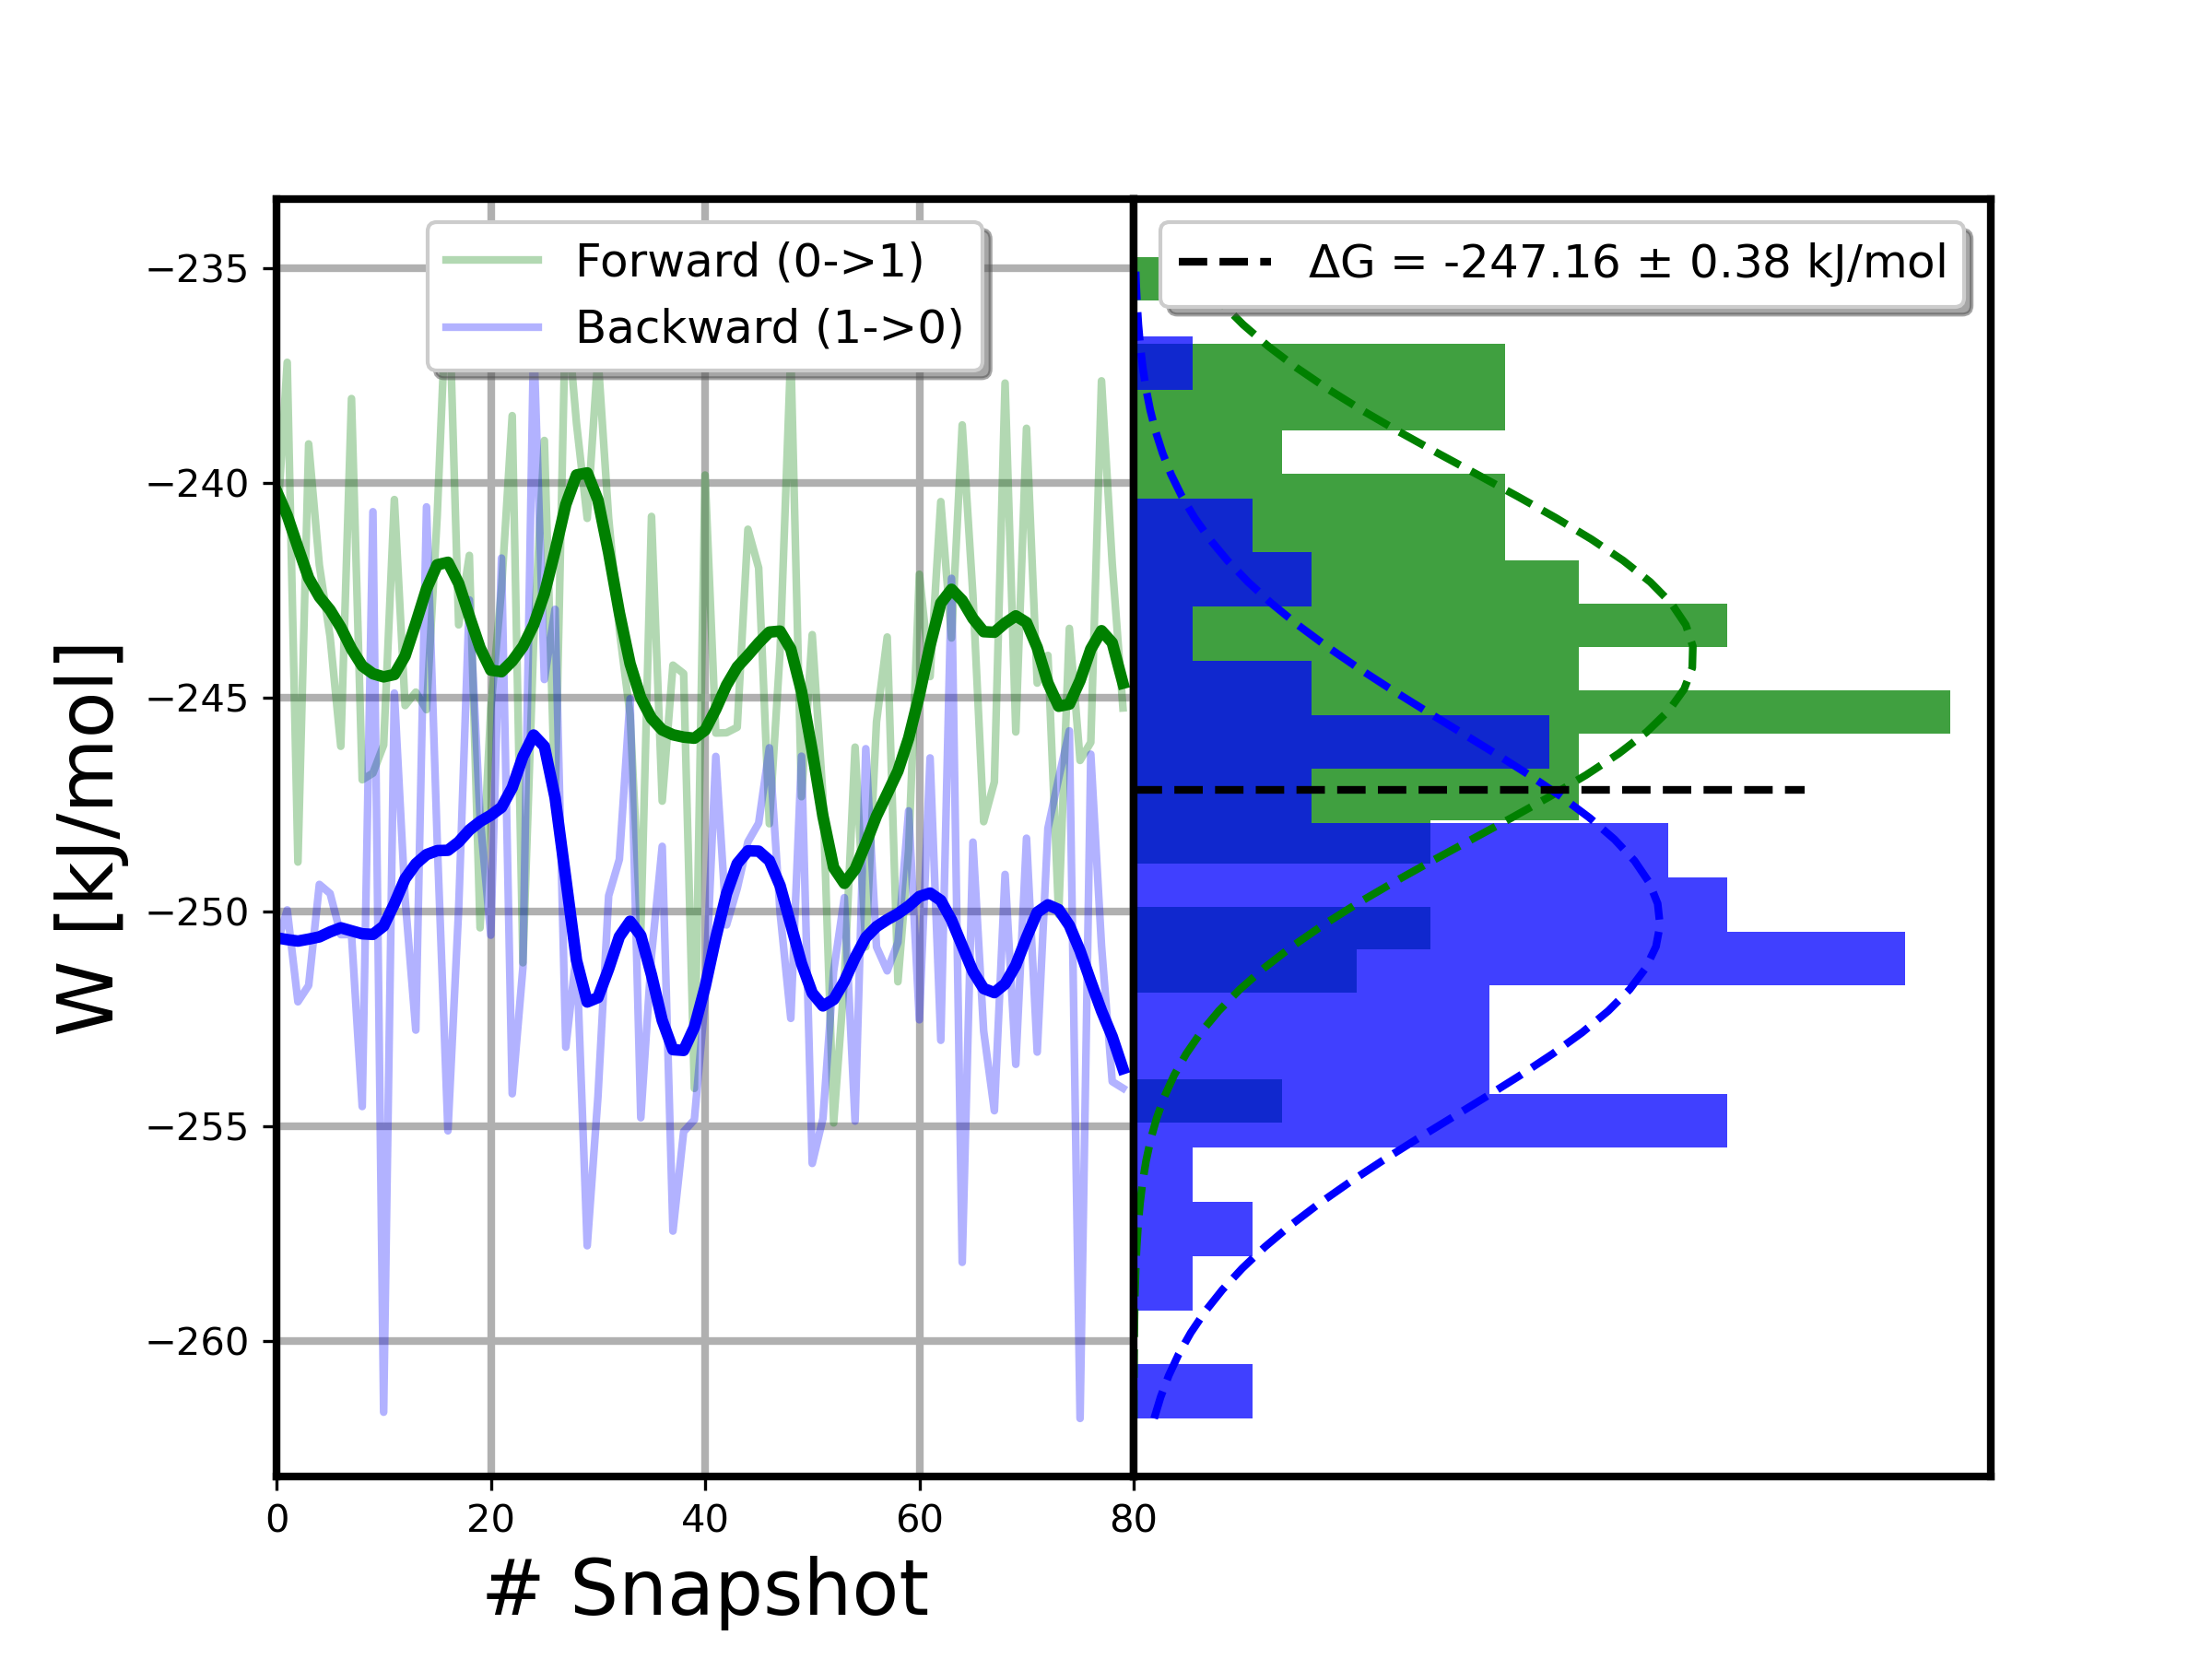 Forward (0->1)
Backward (1->0)
ΔG = -247.16 ± 0.38 kJ/mol
W [kJ/mol]
−235
−240
−245
−250
−255
−260
0 20 40 60 80
# Snapshot